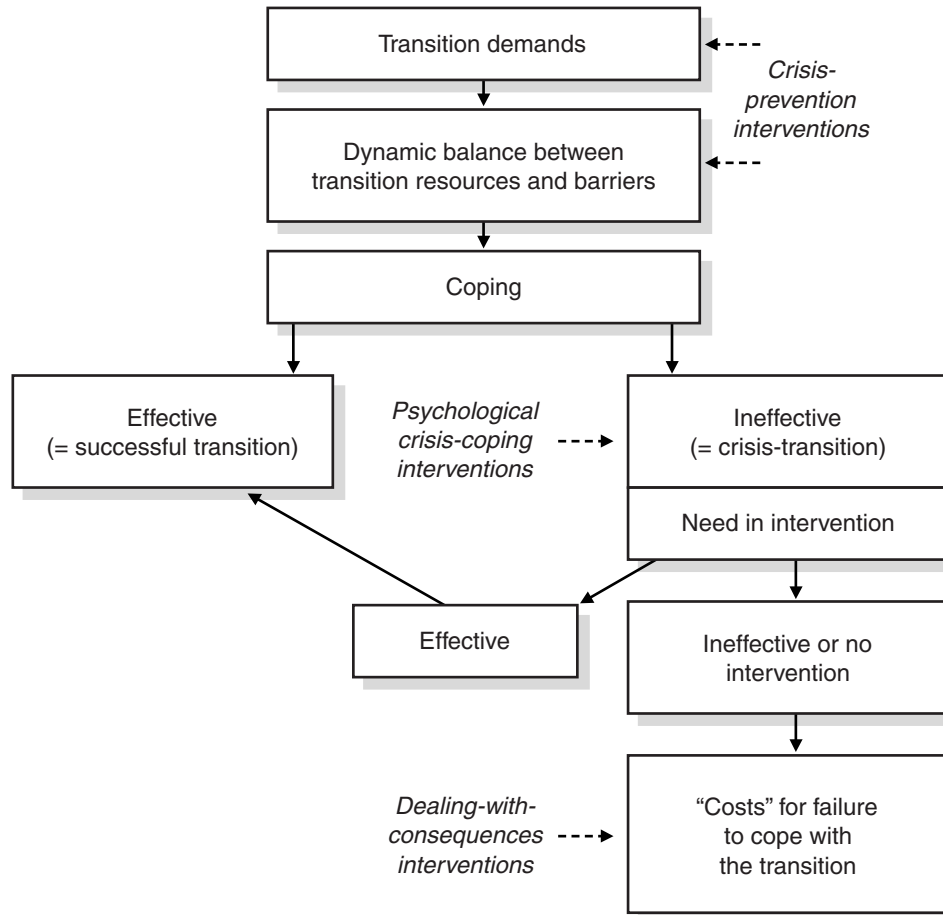 Transition demands
Crisis-
prevention
interventions
Dynamic balance between
transition resources and barriers
Coping
Effective
(= successful transition)
Psychological
crisis-coping
interventions
Ineffective
(= crisis-transition)
Need in intervention
Effective
Ineffective or no
intervention
Dealing-with-
consequences
interventions
“Costs” for failure
to cope with
the transition